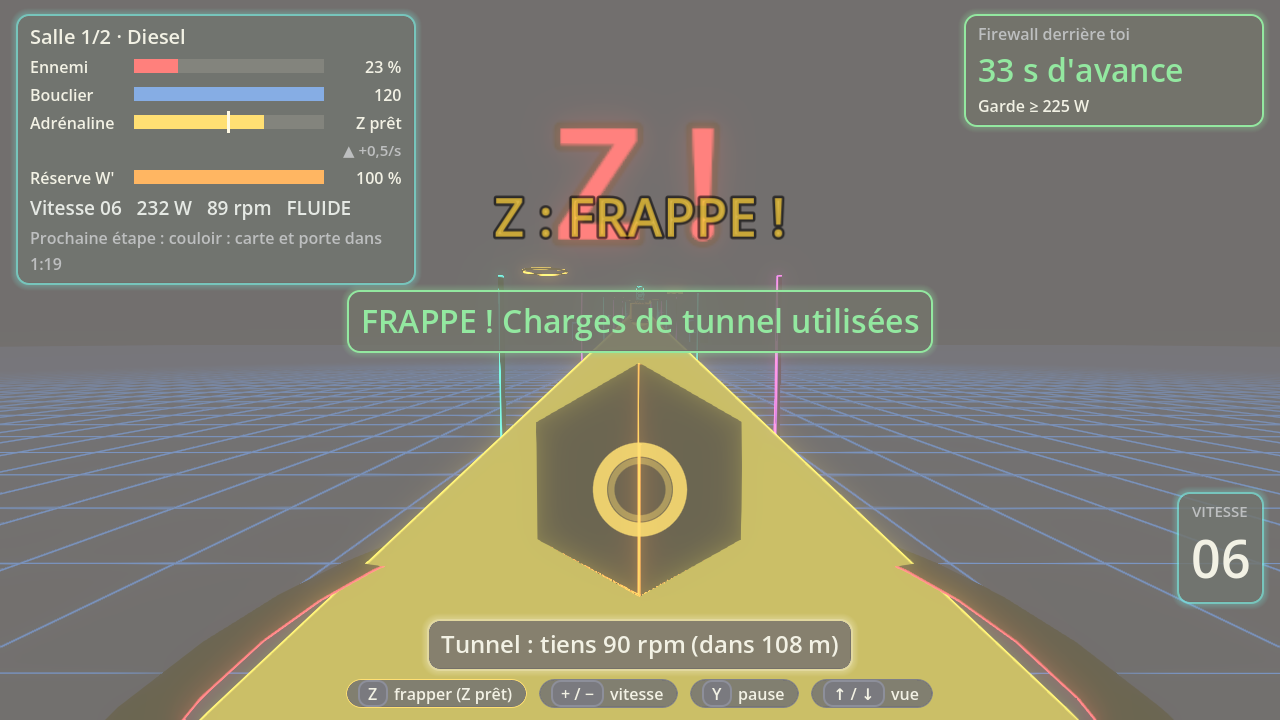 Salle 1/2 · Diesel
Ennemi 23 %
Bouclier 120
Adrénaline Z prêt
▲ +0,5/s
Réserve W' 100 %
Vitesse 06 232 W 89 rpm FLUIDE
Prochaine étape : couloir : carte et porte dans
1:19
Firewall derrière toi
33 s d'avance
Garde ≥ 225 W
Z !
Z : FRAPPE !
FRAPPE ! Charges de tunnel utilisées
VITESSE
06
Tunnel : tiens 90 rpm (dans 108 m)
Z frapper (Z prêt) + / − vitesse Y pause ↑ / ↓ vue